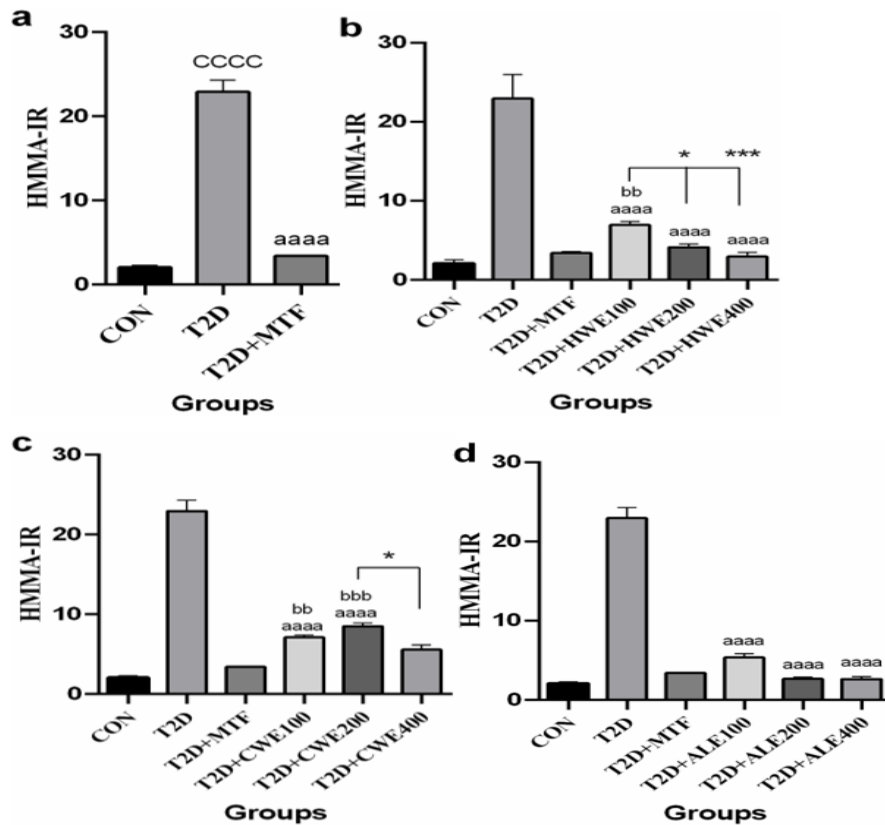 a
HMMA-IR
30
20
10
0
CCCC
aaaa
CON
T2D
T2D+MTF
Groups
b
HMMA-IR
30
20
10
0
* ***
bb
aaaa
aaaa
aaaa
CON
T2D
T2D+MTF
T2D+HWE100
T2D+HWE200
T2D+HWE400
Groups
c
HMMA-IR
30
20
10
0
*
bb
aaaa
bbb
aaaa
CON
T2D
T2D+MTF
T2D+CWE100
T2D+CWE200
T2D+CWE400
Groups
d
HMMA-IR
30
20
10
0
aaaa
aaaa
aaaa
CON
T2D
T2D+MTF
T2D+ALE100
T2D+ALE200
T2D+ALE400
Groups